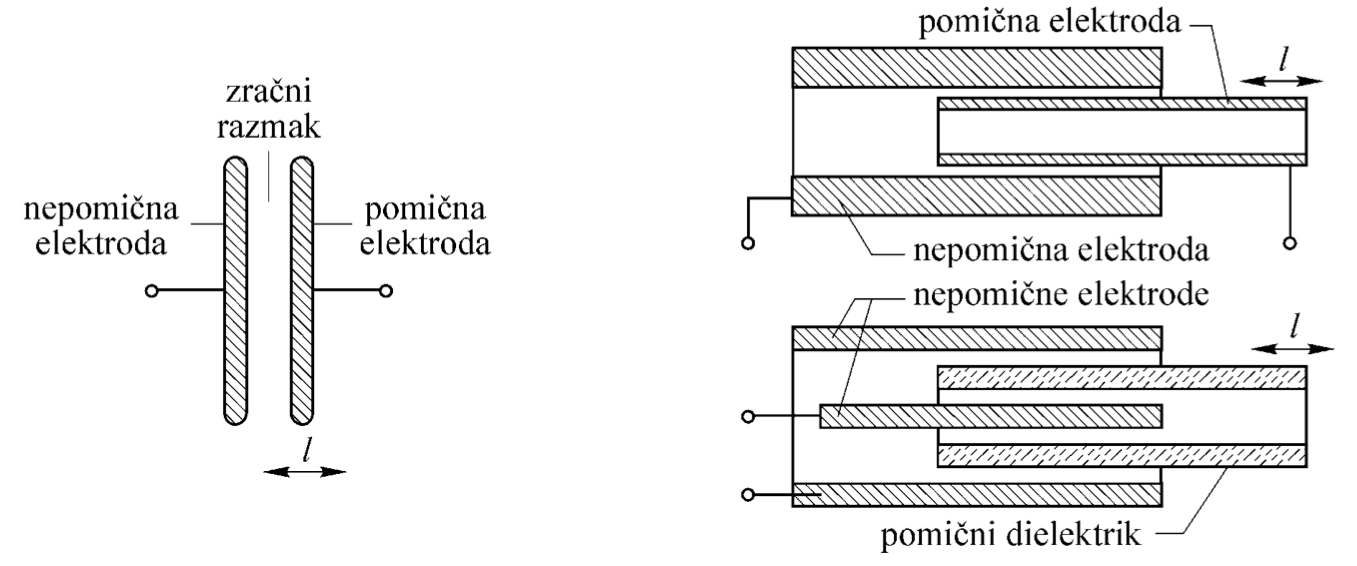 zračni
razmak
nepomična
elektroda
pomična
elektroda
l
pomična elektroda
l
nepomična elektroda
nepomične elektrode
l
pomični dielektrik